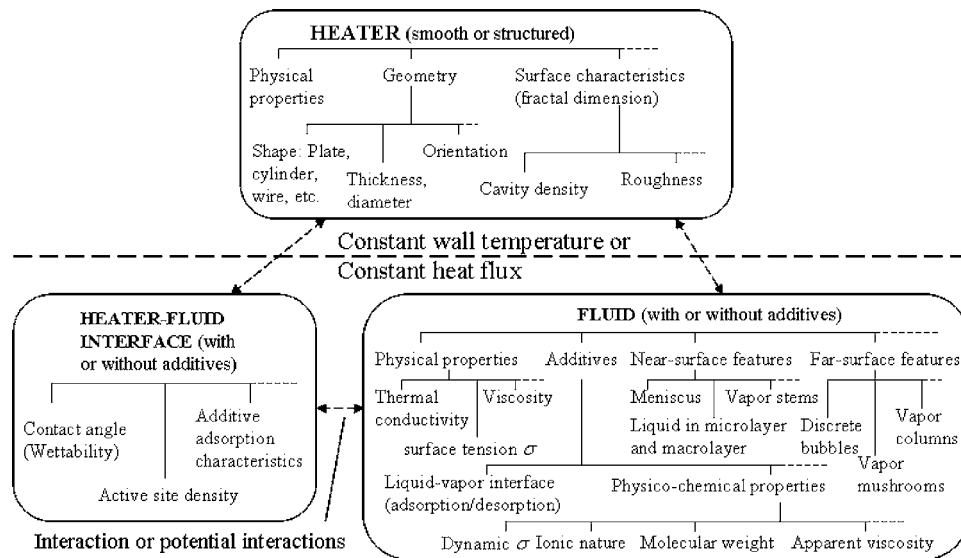 HEATER (smooth or structured)
Physical
properties
Geometry
Surface characteristics
(fractal dimension)
Shape: Plate,
cylinder,
wire, etc.
Thickness,
diameter
Orientation
Cavity density
Roughness
Constant wall temperature or
Constant heat flux
HEATER-FLUID
INTERFACE (with
or without additives)
Contact angle
(Wettability)
Additive
adsorption
characteristics
Active site density
Interaction or potential interactions
FLUID (with or without additives)
Physical properties
Additives
Near-surface features
Far-surface features
Thermal
conductivity
Viscosity
surface tension σ
Meniscus
Vapor stems
Liquid in microlayer
and macrolayer
Discrete
bubbles
Vapor
columns
Vapor
mushrooms
Liquid-vapor interface
(adsorption/desorption)
Physico-chemical properties
Dynamic σ
Ionic nature
Molecular weight
Apparent viscosity